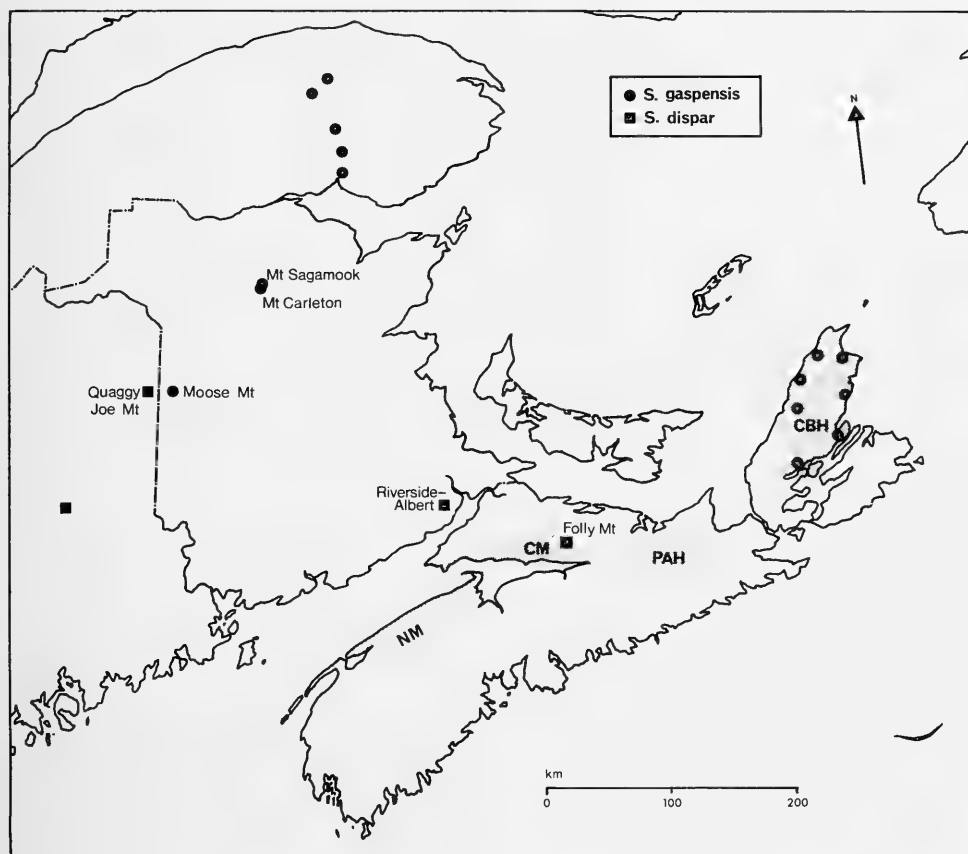 S. gaspensis
S. dispar
N
Mt Sagamook
Mt Carleton
Quaggy
Joe Mt
Moose Mt
CBH
Riverside-
Albert
Folly Mt
CM
PAH
NM
km
0 100 200